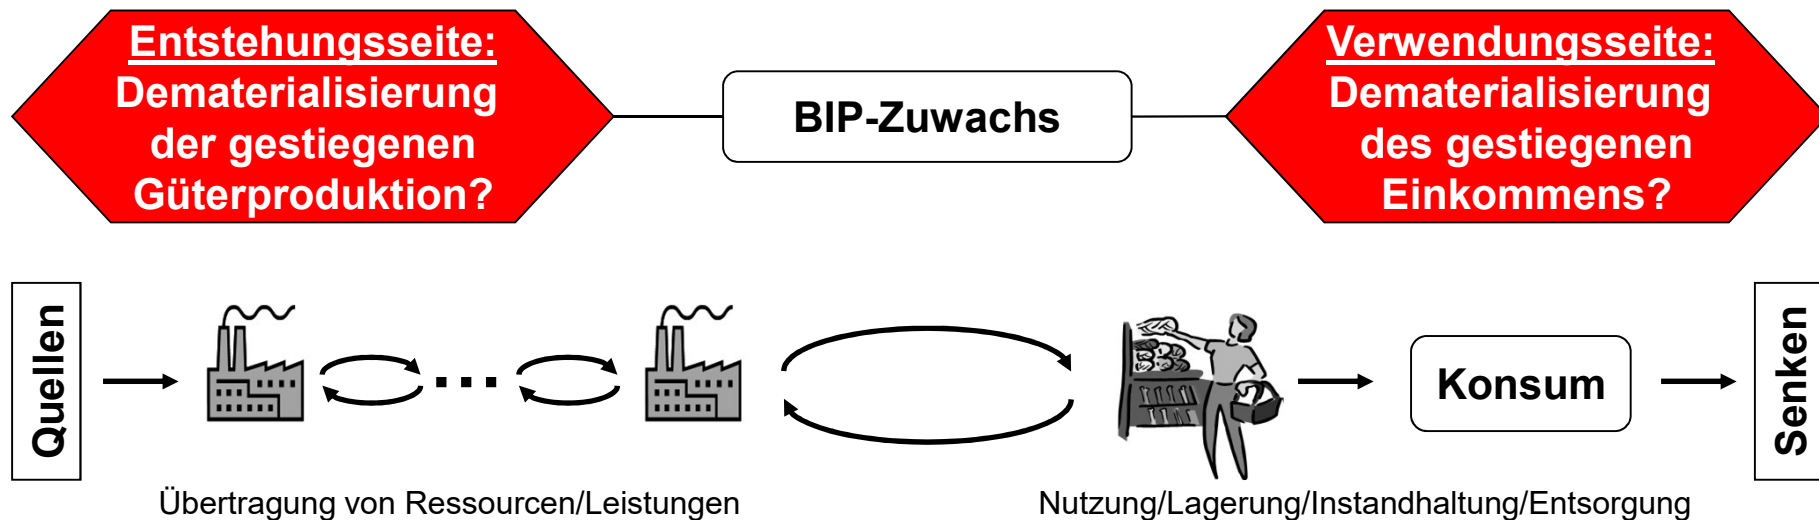 Entstehungsseite:
Dematerialisierung
der gestiegenen
Güterproduktion?
BIP-Zuwachs
Verwendungsseite:
Dematerialisierung
des gestiegenen
Einkommens?
Quellen
...
Konsum
Senken
Übertragung von Ressourcen/Leistungen
Nutzung/Lagerung/Instandhaltung/Entsorgung